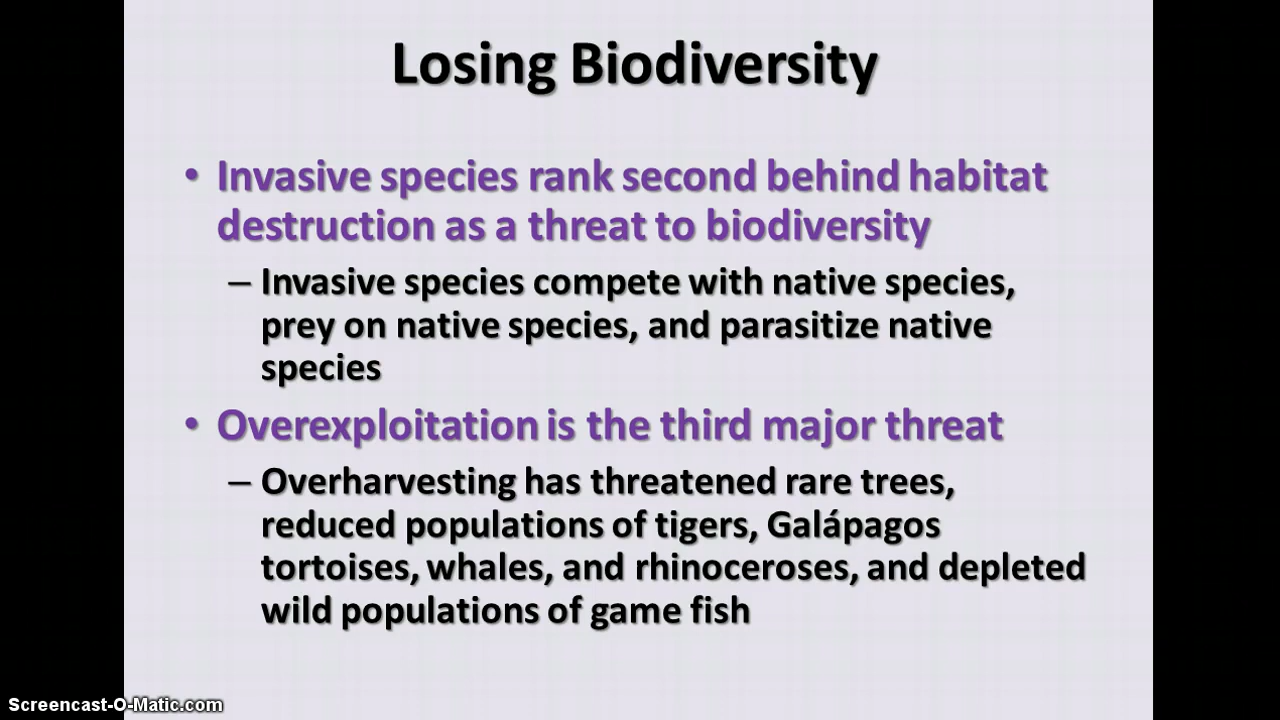 Losing Biodiversity
• Invasive species rank second behind habitat
destruction as a threat to biodiversity
– Invasive species compete with native species,
prey on native species, and parasitize native
species
• Overexploitation is the third major threat
– Overharvesting has threatened rare trees,
reduced populations of tigers, Galápagos
tortoises, whales, and rhinoceroses, and depleted
wild populations of game fish
Screencast-O-Matic.com